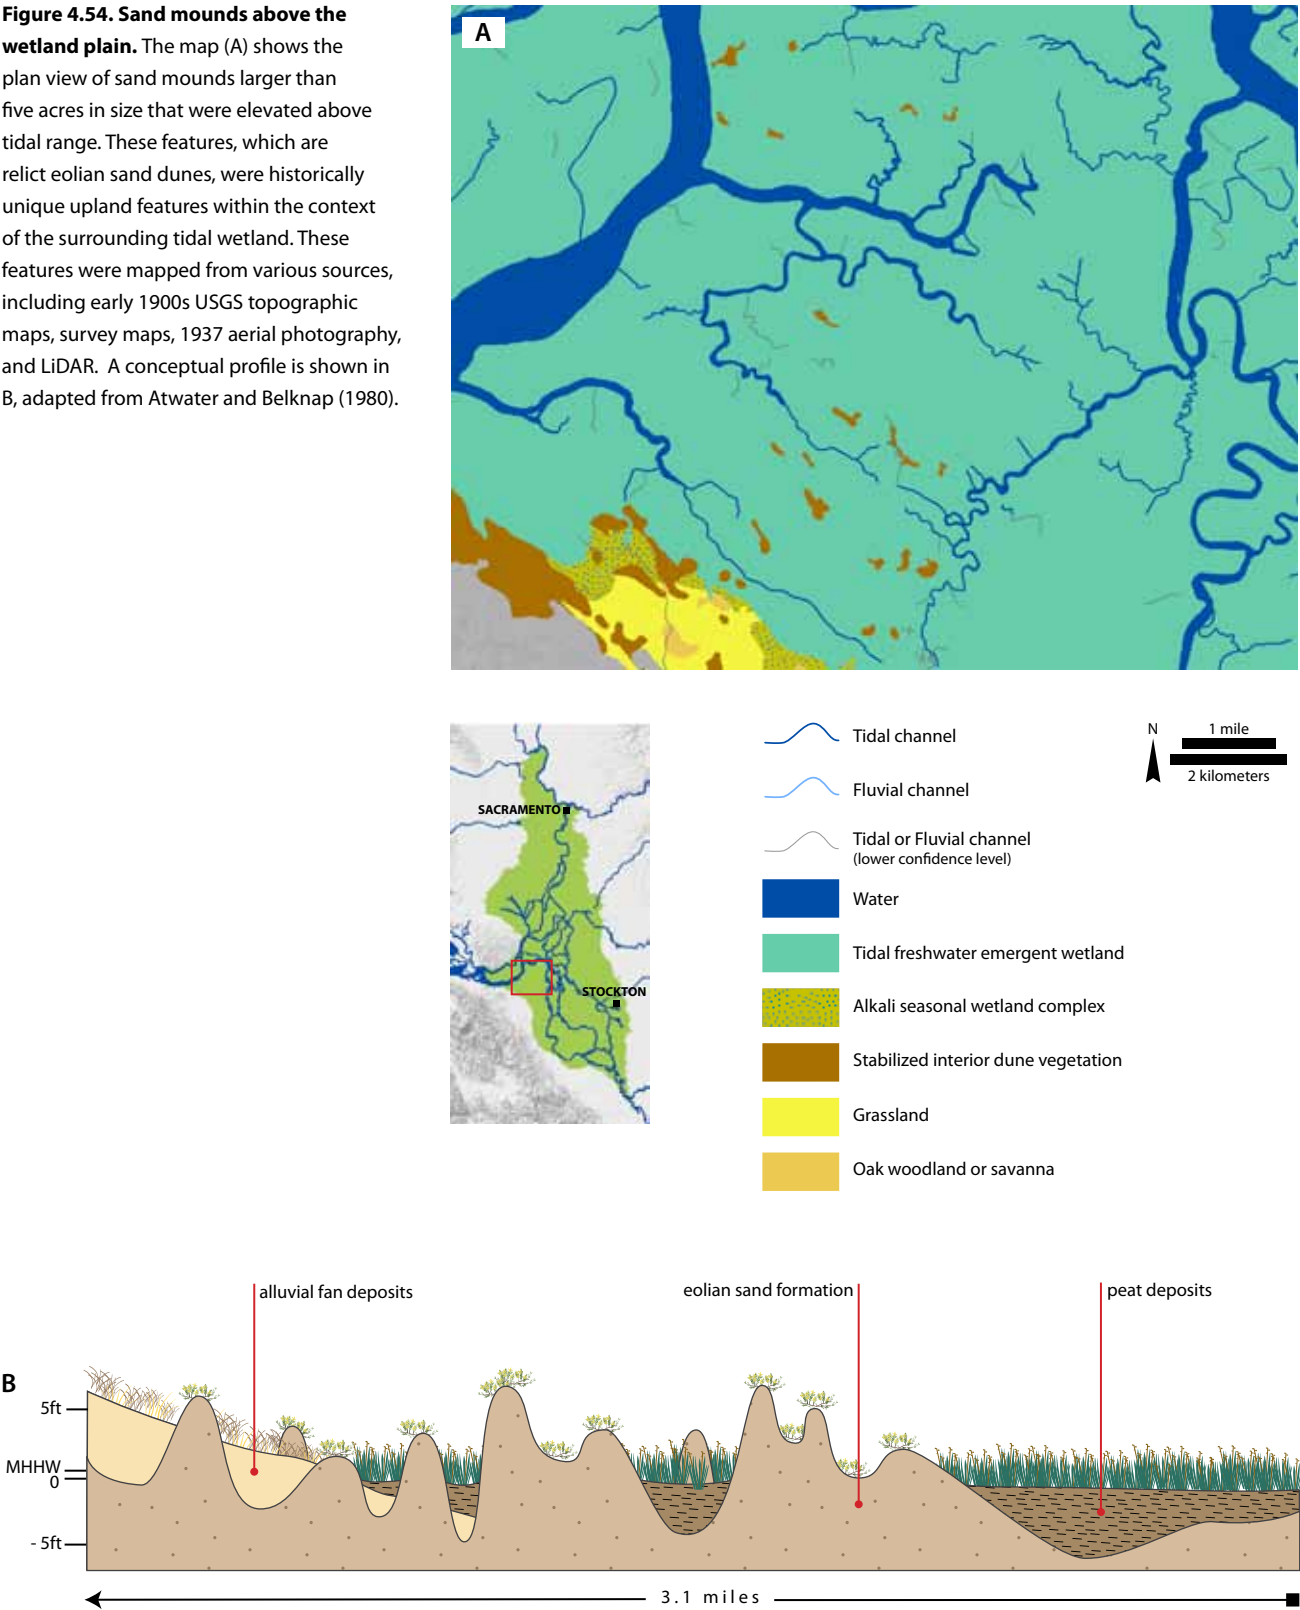 Figure 4.54. Sand mounds above the
wetland plain. The map (A) shows the
plan view of sand mounds larger than
five acres in size that were elevated above
tidal range. These features, which are
relict eolian sand dunes, were historically
unique upland features within the context
of the surrounding tidal wetland. These
features were mapped from various sources,
including early 1900s USGS topographic
maps, survey maps, 1937 aerial photography,
and LiDAR. A conceptual profile is shown in
B, adapted from Atwater and Belknap (1980).
A
SACRAMENTO
STOCKTON
Tidal channel
Fluvial channel
Tidal or Fluvial channel
(lower confidence level)
Water
Tidal freshwater emergent wetland
Alkali seasonal wetland complex
Stabilized interior dune vegetation
Grassland
Oak woodland or savanna
N
1 mile
2 kilometers
alluvial fan deposits
eolian sand formation
peat deposits
B
5ft
MHHW
0
- 5ft
3.1 miles